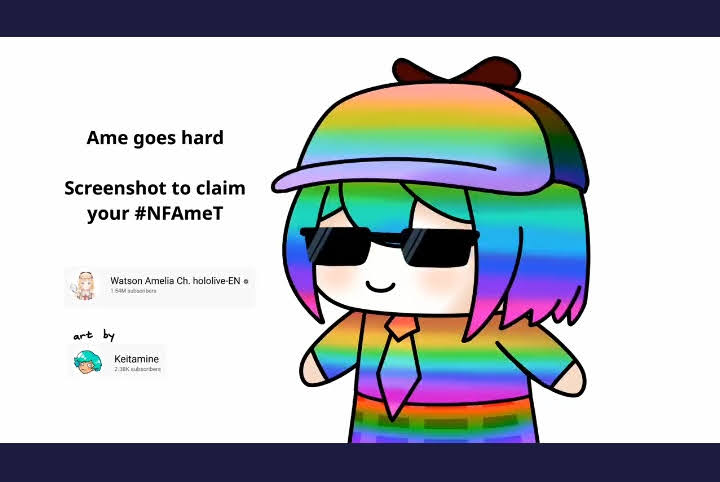 Ame goes hard
Screenshot to claim
your #NFAmeT
Watson Amelia Ch. hololive-EN
1.54M subscribers
art by
Keitamine
2.38K subscribers